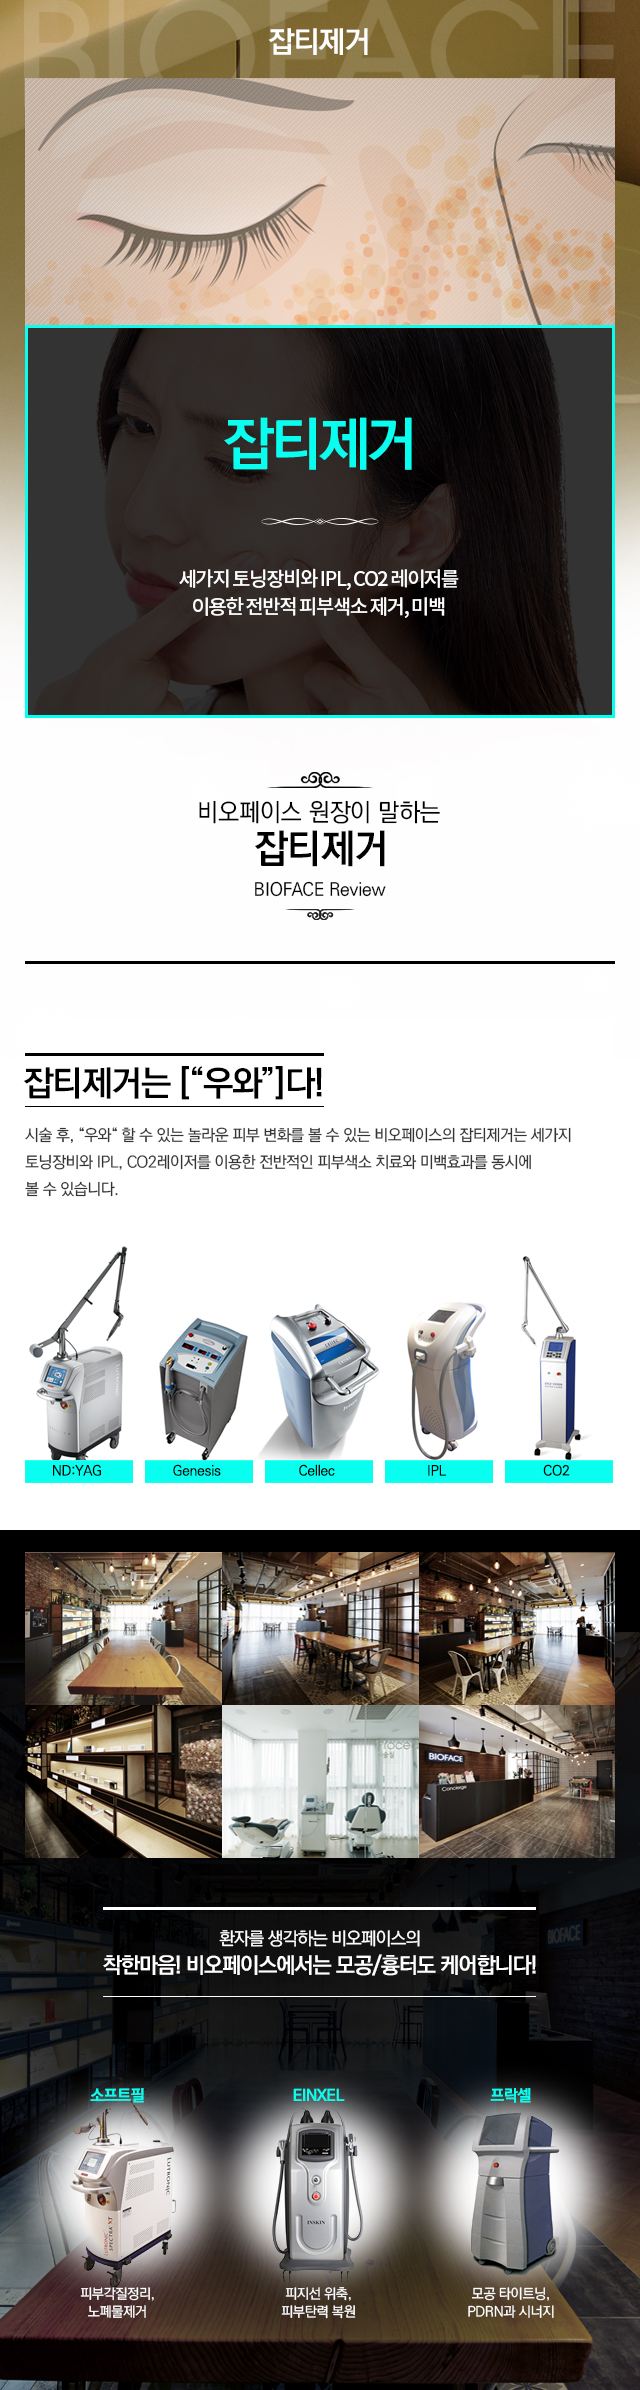 BIOFACE
잡티제거
잡티제거
세가지 토닝장비와 IPL, CO2 레이저를
이용한 전반적 피부색소 제거, 미백
비오페이스 원장이 말하는
잡티제거
BIOFACE Review
잡티제거는 [“우와”]다!
시술 후, “우와“ 할 수 있는 놀라운 피부 변화를 볼 수 있는 비오페이스의 잡티제거는 세가지
토닝장비와 IPL, CO2레이저를 이용한 전반적인 피부색소 치료와 미백효과를 동시에
볼 수 있습니다.
ND:YAG
Genesis
Cellec
IPL
CO2
BIOFACE
Concierge
환자를 생각하는 비오페이스의
착한마음! 비오페이스에서는 모공/흉터도 케어합니다!
BIOFACE
소프트필
EINXEL
프락셀
LUTRONIC
SPECTRA XT
INSKIN
피부각질정리,
노폐물제거
피지선 위축,
피부탄력 복원
모공 타이트닝,
PDRN과 시너지